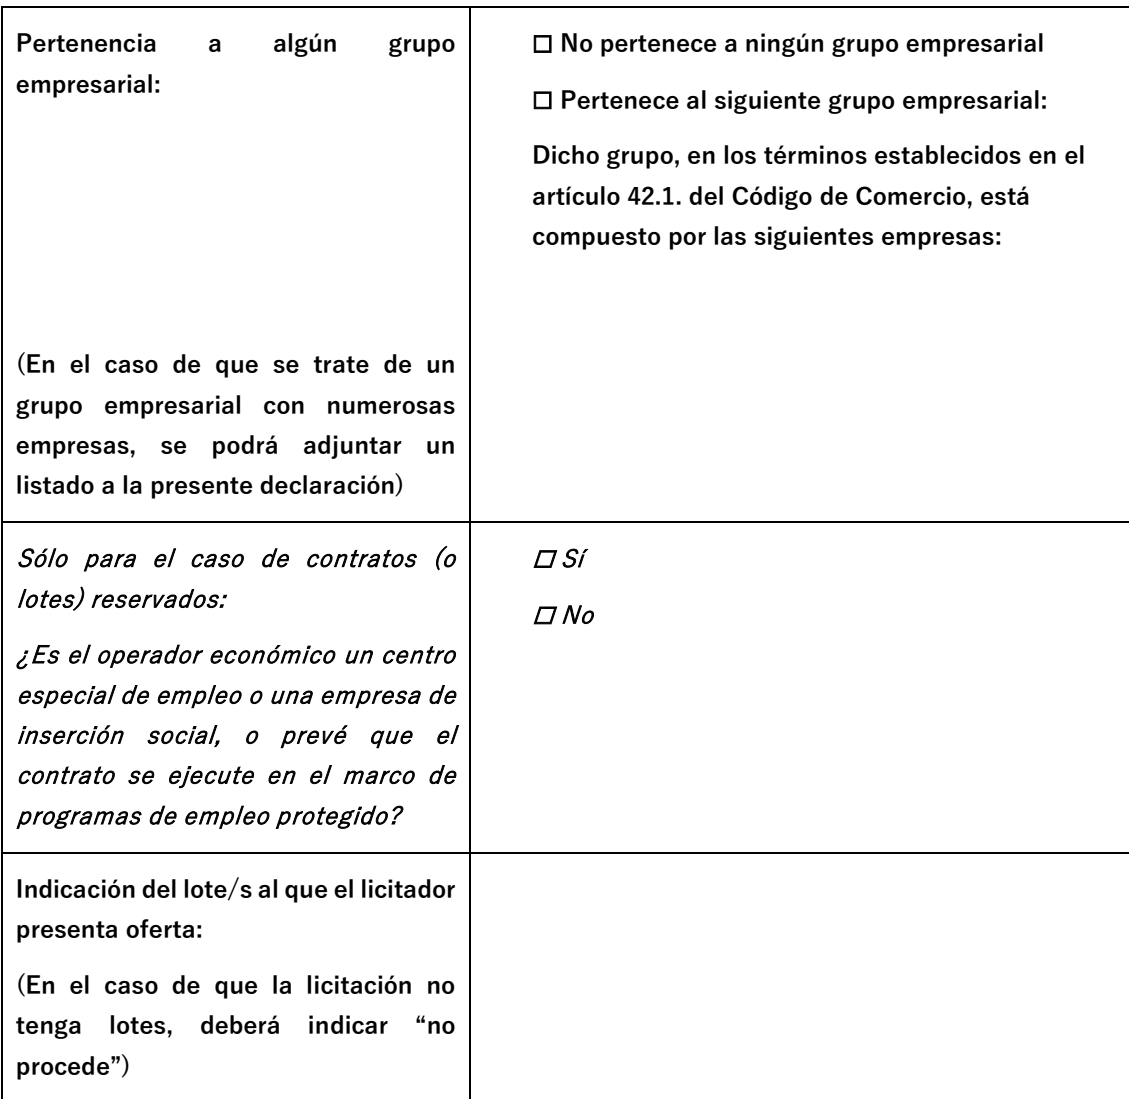 Pertenencia a algún grupo
empresarial:
(En el caso de que se trate de un
grupo empresarial con numerosas
empresas, se podrá adjuntar un
listado a la presente declaración)
☐ No pertenece a ningún grupo empresarial
☐ Pertenece al siguiente grupo empresarial:
Dicho grupo, en los términos establecidos en el
artículo 42.1. del Código de Comercio, está
compuesto por las siguientes empresas:
Sólo para el caso de contratos (o
lotes) reservados:
¿Es el operador económico un centro
especial de empleo o una empresa de
inserción social, o prevé que el
contrato se ejecute en el marco de
programas de empleo protegido?
☐ Sí
☐ No
Indicación del lote/s al que el licitador
presenta oferta:
(En el caso de que la licitación no
tenga lotes, deberá indicar “no
procede”)